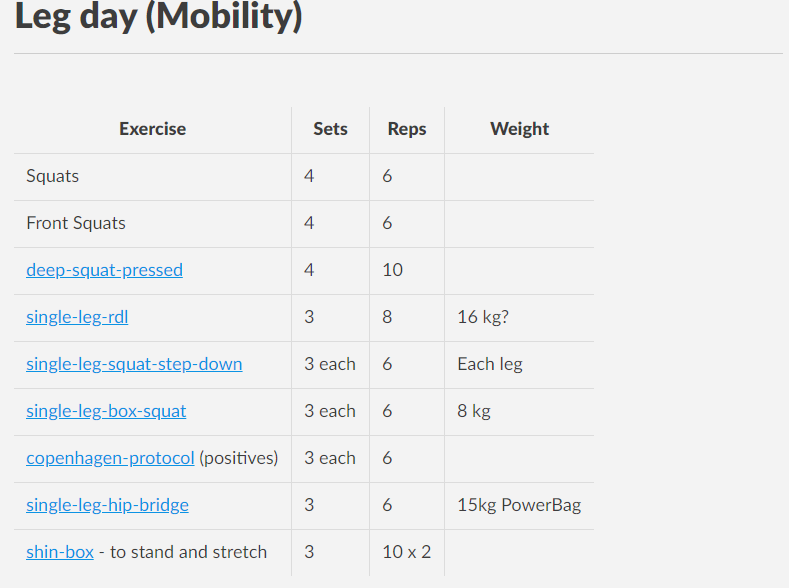 Leg day (Mobility)
Exercise Sets Reps Weight
Squats 4 6
Front Squats 4 6
deep-squat-pressed 4 10
single-leg-rdl 3 8 16 kg?
single-leg-squat-step-down 3 each 6 Each leg
single-leg-box-squat 3 each 6 8 kg
copenhagen-protocol (positives) 3 each 6
single-leg-hip-bridge 3 6 15kg PowerBag
shin-box - to stand and stretch 3 10 x 2